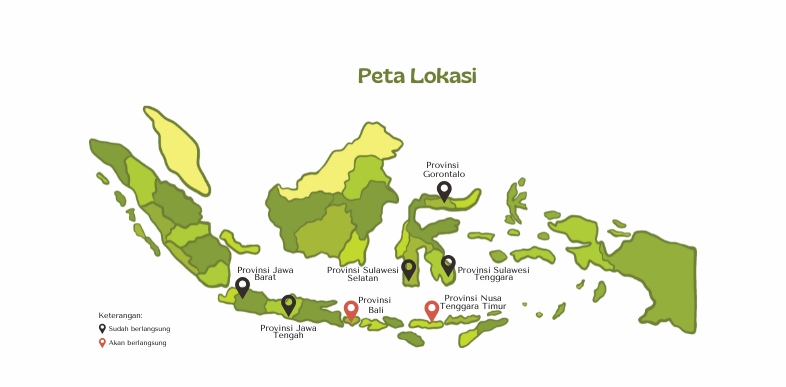 Peta Lokasi
Provinsi
Gorontalo
Provinsi Jawa
Barat
Provinsi Sulawesi
Selatan
Provinsi Sulawesi
Tenggara
Provinsi
Bali
Provinsi Nusa
Tenggara Timur
Provinsi Jawa
Tengah
Keterangan:
Sudah berlangsung
Akan berlangsung